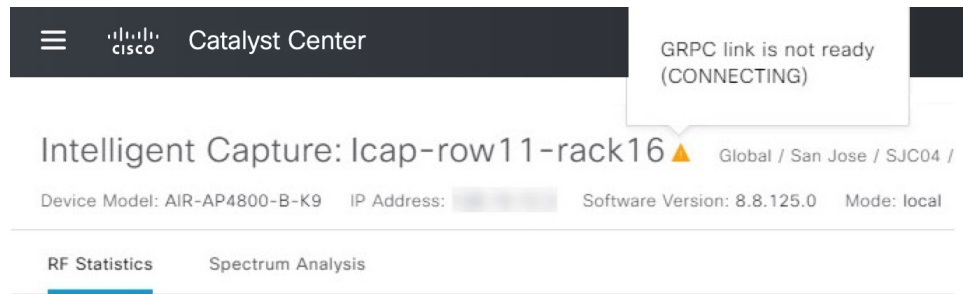 cisco Catalyst Center
GRPC link is not ready
(CONNECTING)
Intelligent Capture: Icap-row11-rack16 Global / San Jose / SJC04 /
Device Model: AIR-AP4800-B-K9 IP Address: Software Version: 8.8.125.0 Mode: local
RF Statistics Spectrum Analysis